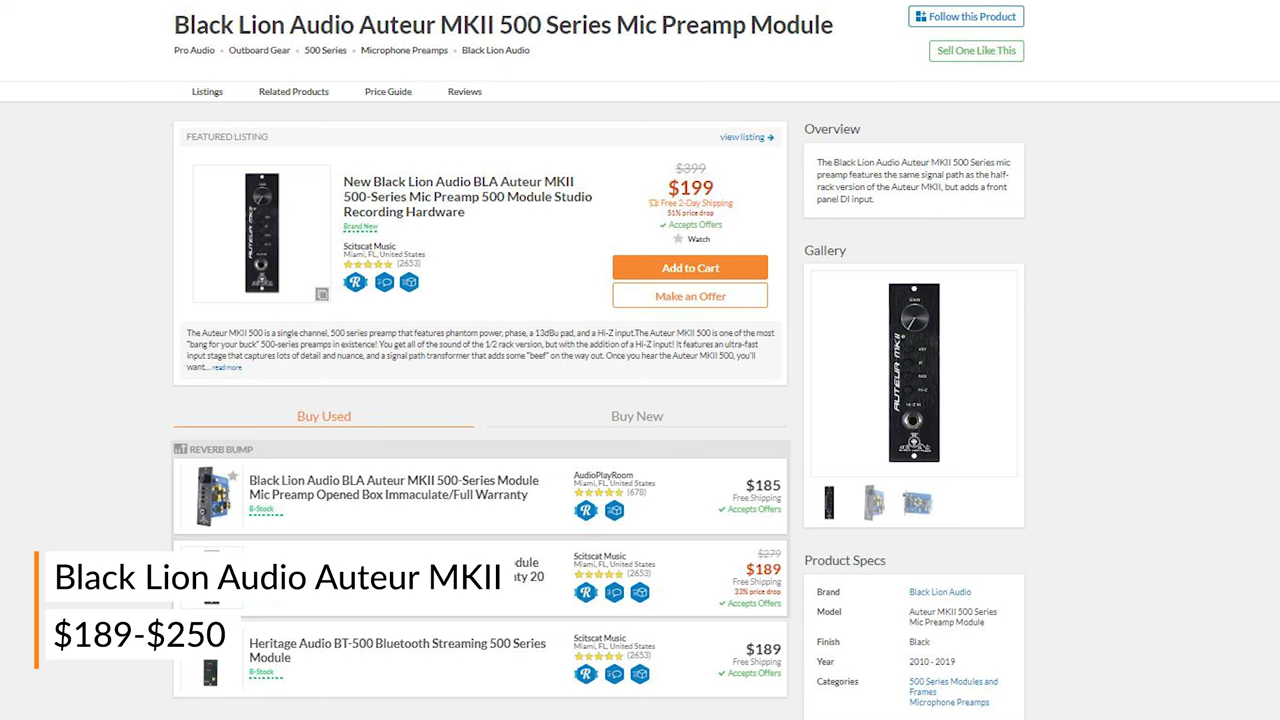 Black Lion Audio Auteur MKII 500 Series Mic Preamp Module
Follow this Product
Pro Audio • Outboard Gear • 500 Series • Microphone Preamps • Black Lion Audio
Sell One Like This
Listings Related Products Price Guide Reviews
FEATURED LISTING
view listing
New Black Lion Audio BLA Auteur MKII
500-Series Mic Preamp 500 Module Studio
Recording Hardware
Brand New
Scitscat Music
Miami, FL, United States
(2653)
$399
$199
Free 2-Day Shipping
51% price drop
Accepts Offers
Watch
Add to Cart
Make an Offer
The Auteur MKII 500 is a single channel, 500 series preamp that features phantom power, phase, a 13dBu pad, and a Hi-Z input.The Auteur MKII 500 is one of the most
"bang for your buck" 500-series preamps in existence! You get all of the sound of the 1/2 rack version, but with the addition of a Hi-Z input! It features an ultra-fast
input stage that captures lots of detail and nuance, and a signal path transformer that adds some "beef" on the way out. Once you hear the Auteur MKII 500, you'll
want... read more
Buy Used
Buy New
REVERB BUMP
Black Lion Audio BLA Auteur MKII 500-Series Module
Mic Preamp Opened Box Immaculate/Full Warranty
B-Stock
AudioPlayRoom
Miami, FL, United States
(678)
$185
Free Shipping
Accepts Offers
dule
ty 20
Scitscat Music
Miami, FL, United States
(2653)
$279
$189
Free Shipping
33% price drop
Accepts Offers
Heritage Audio BT-500 Bluetooth Streaming 500 Series
Module
B-Stock
Scitscat Music
Miami, FL, United States
(2653)
$189
Free Shipping
Accepts Offers
Black Lion Audio Auteur MKII
$189-$250
Overview
The Black Lion Audio Auteur MKII 500 Series mic
preamp features the same signal path as the half-
rack version of the Auteur MKII, but adds a front
panel DI input.
Gallery
GAIN
AUTEUR MKII
HI-Z IN
Product Specs
Brand Black Lion Audio
Model Auteur MKII 500 Series
Mic Preamp Module
Finish Black
Year 2010 - 2019
Categories 500 Series Modules and
Frames
Microphone Preamps